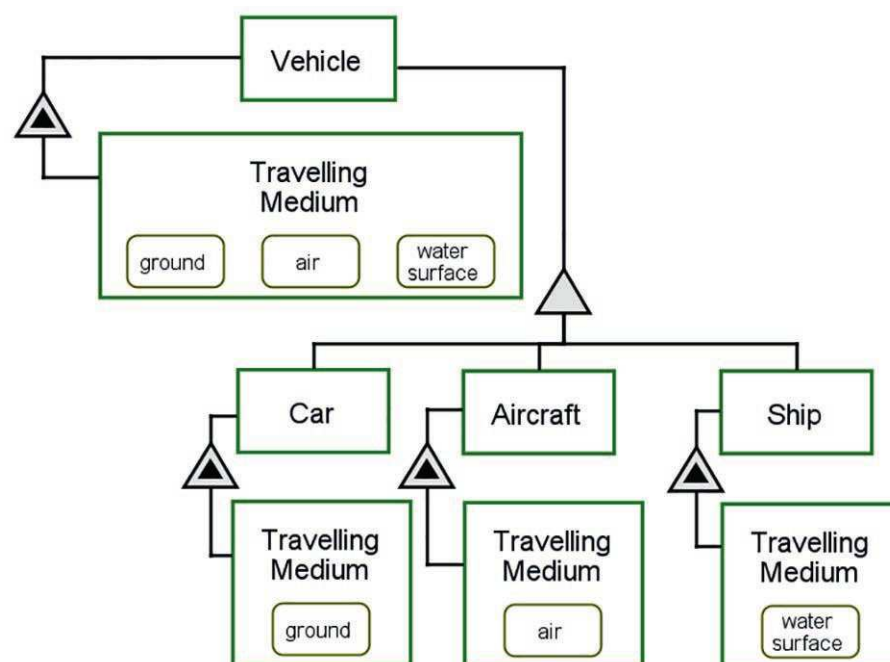 Vehicle
Travelling
Medium
ground
air
water
surface
Car
Aircraft
Ship
Travelling
Medium
ground
Travelling
Medium
air
Travelling
Medium
water
surface